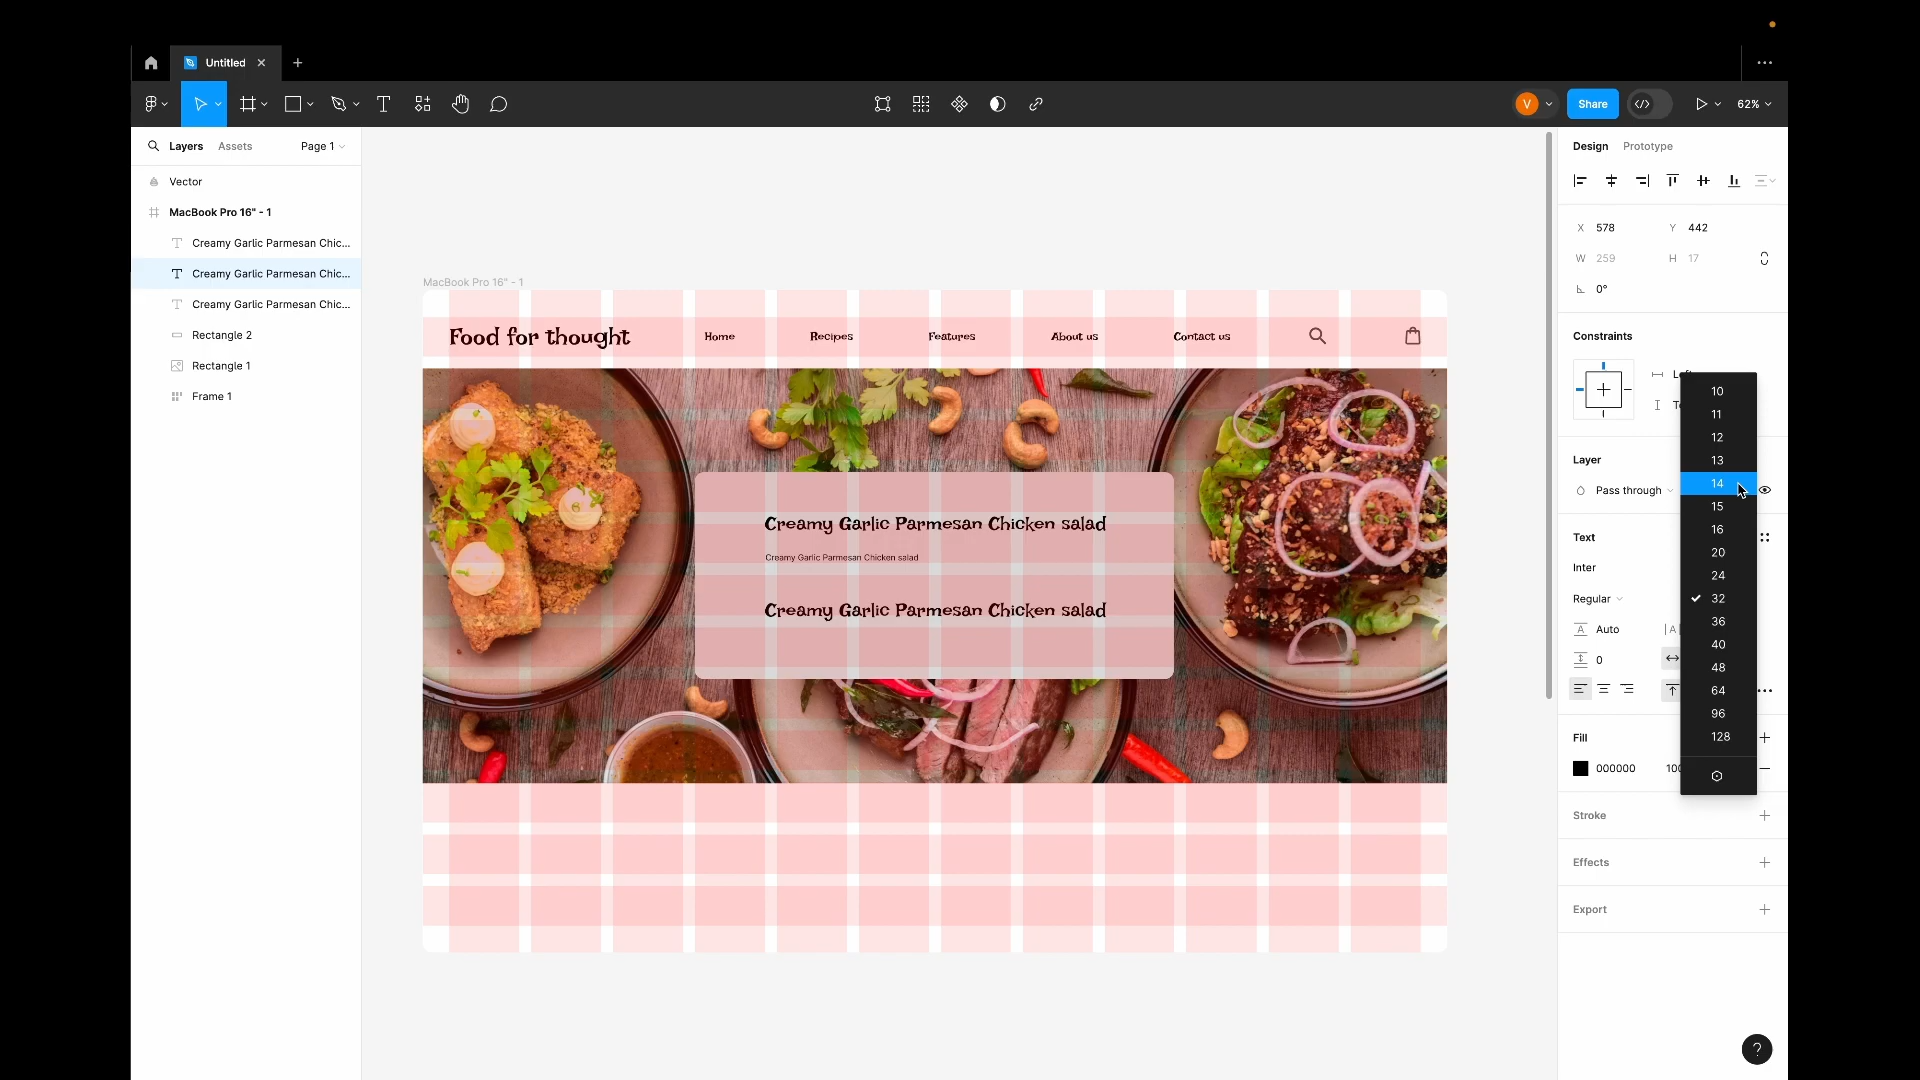 Untitled
V
Share
62%
Layers
Assets
Page 1
Design
Prototype
Vector
MacBook Pro 16" - 1
Creamy Garlic Parmesan Chic...
Creamy Garlic Parmesan Chic...
Creamy Garlic Parmesan Chic...
Rectangle 2
Rectangle 1
Frame 1
MacBook Pro 16" - 1
Food for thought
Home
Recipes
Features
About us
Contact us
Creamy Garlic Parmesan Chicken salad
Creamy Garlic Parmesan Chicken salad
Creamy Garlic Parmesan Chicken salad
X 578
Y 442
W 259
H 17
0°
Constraints
Layer
Pass through
Text
Inter
Regular
Auto
0
Fill
000000
Stroke
Effects
Export
10
11
12
13
14
15
16
20
24
32
36
40
48
64
96
128
?